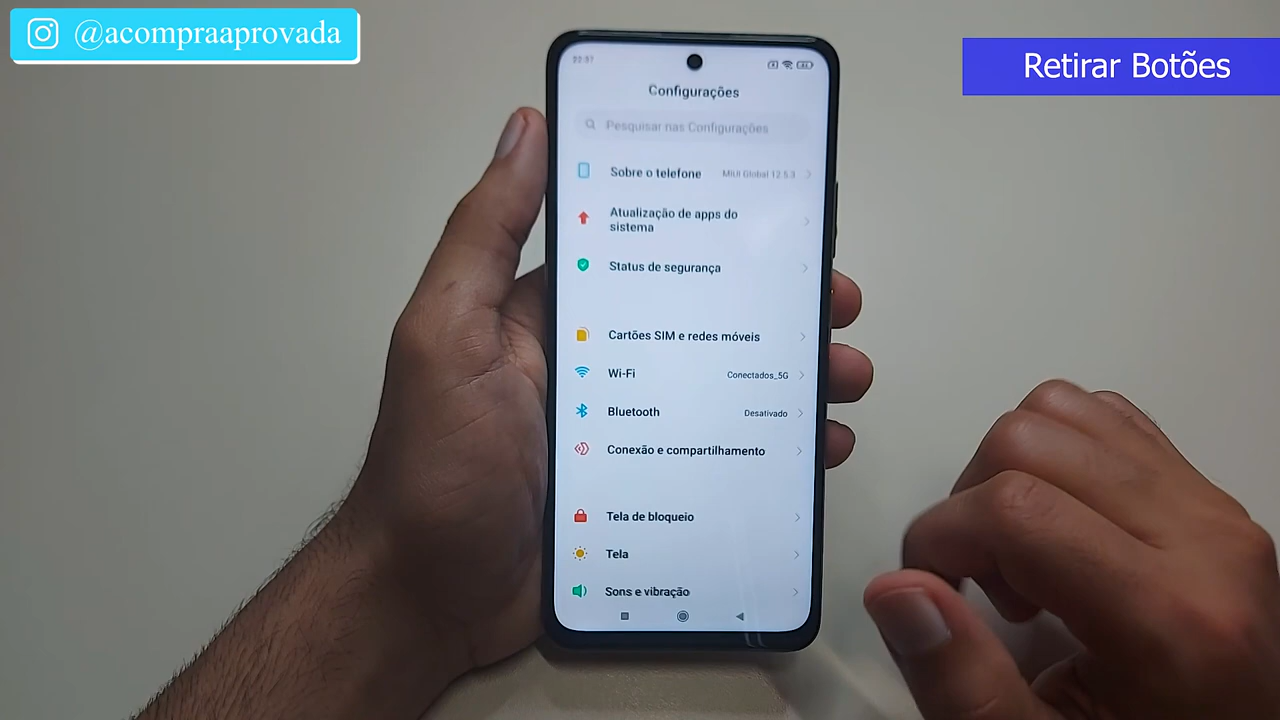 @acompraaprovada
Retirar Botões
22:37
Configurações
Pesquisar nas Configurações
Sobre o telefone MIUI Global 12.5.3
Atualização de apps do
sistema
Status de segurança
Cartões SIM e redes móveis
Wi-Fi Conectados_5G
Bluetooth Desativado
Conexão e compartilhamento
Tela de bloqueio
Tela
Sons e vibração